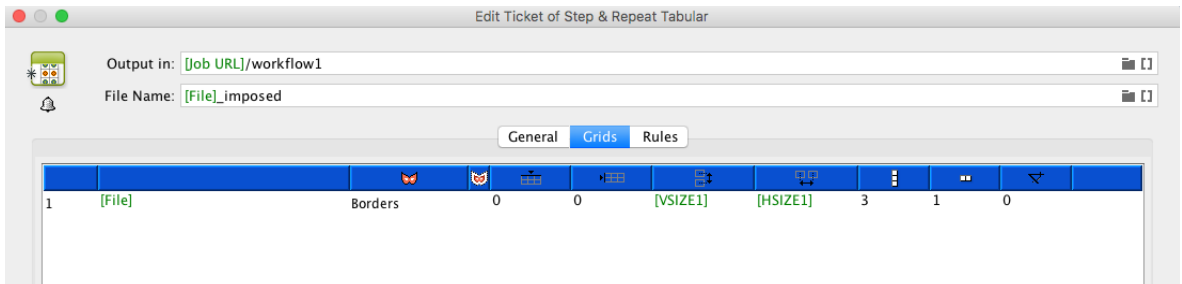 Edit Ticket of Step & Repeat Tabular
Output in: [Job URL]/workflow1
File Name: [File]_imposed
General Grids Rules
1 [File] Borders 0 0 [VSIZE1] [HSIZE1] 3 1 0